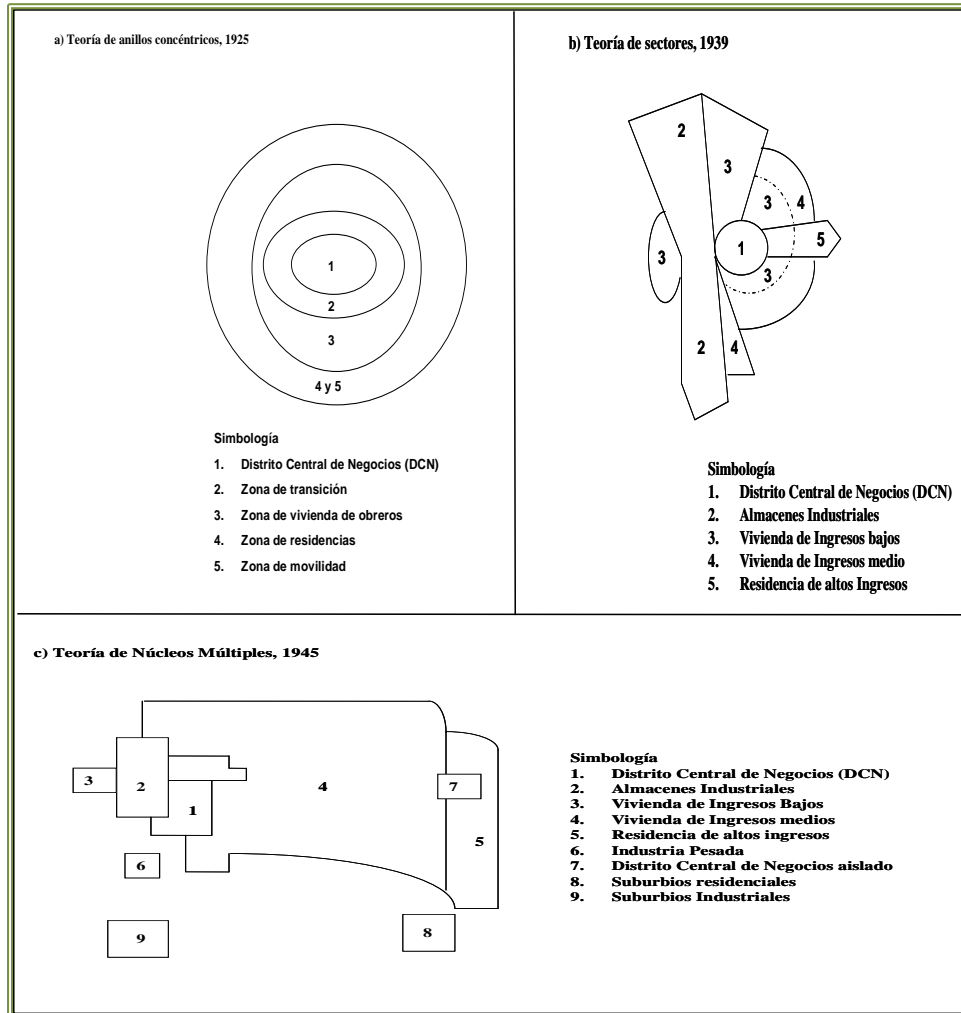 a) Teoría de anillos concéntricos, 1925
1
2
3
4 y 5
Simbología
1. Distrito Central de Negocios (DCN)
2. Zona de transición
3. Zona de vivienda de obreros
4. Zona de residencias
5. Zona de movilidad
b) Teoría de sectores, 1939
2
3
3
4
5
1
3
3
2
4
Simbología
1. Distrito Central de Negocios (DCN)
2. Almacenes Industriales
3. Vivienda de Ingresos bajos
4. Vivienda de Ingresos medio
5. Residencia de altos Ingresos
c) Teoría de Núcleos Múltiples, 1945
3
2
4
7
1
5
6
9
8
Simbología
1. Distrito Central de Negocios (DCN)
2. Almacenes Industriales
3. Vivienda de Ingresos Bajos
4. Vivienda de Ingresos medios
5. Residencia de altos ingresos
6. Industria Pesada
7. Distrito Central de Negocios aislado
8. Suburbios residenciales
9. Suburbios Industriales